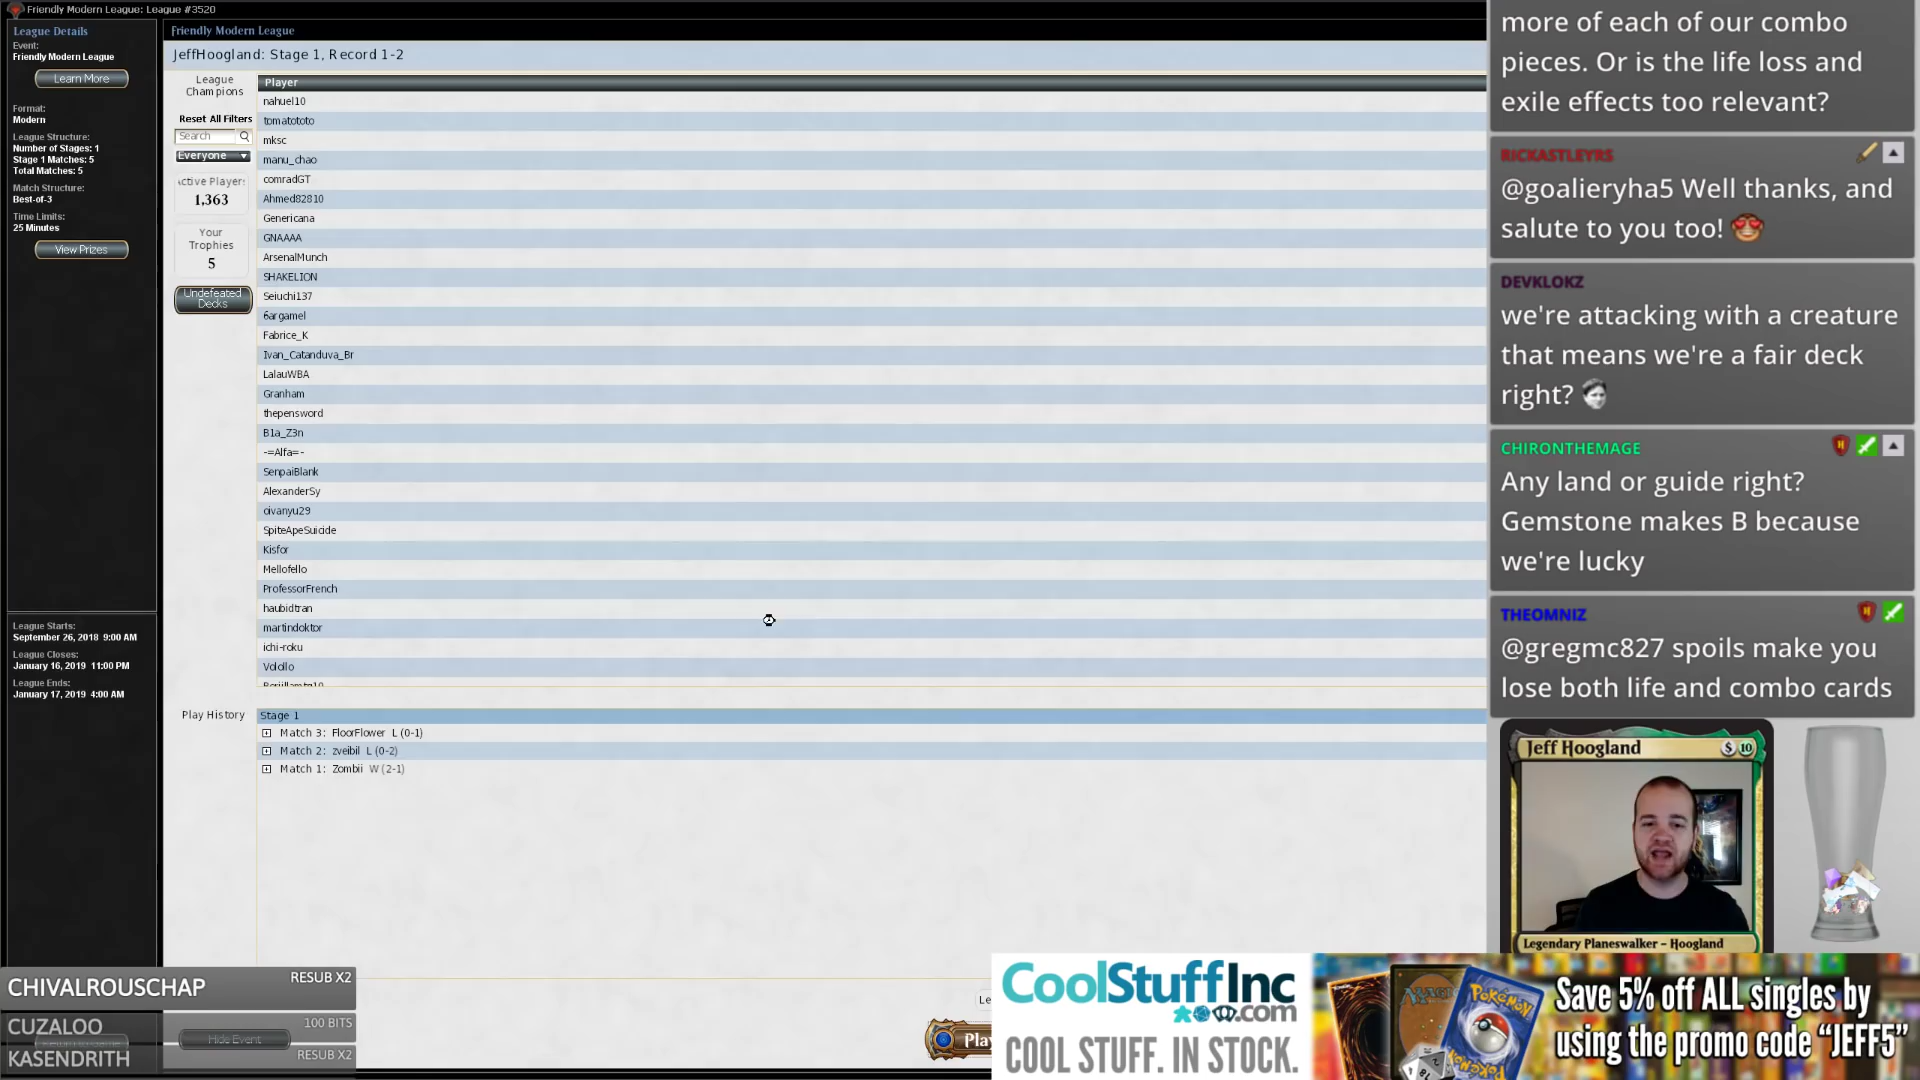 Friendly Modern League: League #3520
League Details
Event:
Friendly Modern League
Learn More
Format:
Modern
League Structure:
Number of Stages: 1
Stage 1 Matches: 5
Total Matches: 5
Match Structure:
Best-of-3
Time Limits:
25 Minutes
View Prizes
League Starts:
September 26, 2018 9:00 AM
League Closes:
January 16, 2019 11:00 PM
League Ends:
January 17, 2019 4:00 AM
Friendly Modern League
JeffHoogland: Stage 1, Record 1-2
League
Champions
Reset All Filters
Search
Everyone
Active Players
1,363
Your
Trophies
5
Undefeated
Decks
Player
nahuel10
tomatototo
mksc
manu_chao
comradGT
Ahmed82810
Genericana
GNAAAA
ArsenalMunch
SHAKELION
Seiuchi137
6argamel
Fabrice_K
Ivan_Catanduva_Br
LalauWBA
Granham
thepensword
B1a_Z3n
-=Alfa=-
SenpaiBlank
AlexanderSy
oivanyu29
SpiteApeSuicide
Kisfor
Mellofello
ProfessorFrench
haubidtran
martindoktor
ichi-roku
Volollo
Play History
Stage 1
Match 3: FloorFlower L (0-1)
Match 2: zveibil L (0-2)
Match 1: Zombii W (2-1)
Le
Play
CHIVALROUSCHAP RESUB X2
CUZALOO 100 BITS
Hide Event
KASENDRITH RESUB X2
more of each of our combo
pieces. Or is the life loss and
exile effects too relevant?
RICKASTLEYRS
@goalieryha5 Well thanks, and
salute to you too!
DEVKLOKZ
we're attacking with a creature
that means we're a fair deck
right?
CHIRONTHEMAGE
Any land or guide right?
Gemstone makes B because
we're lucky
THEOMNIZ
@gregmc827 spoils make you
lose both life and combo cards
Jeff Hoogland $ 10
Legendary Planeswalker – Hoogland
CoolStuffInc
.com
COOL STUFF. IN STOCK.
MAGIC
POKéMON
Save 5% off ALL singles by
using the promo code "JEFF5"